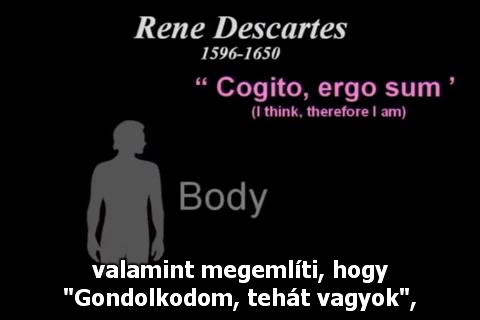 Rene Descartes
1596-1650
“ Cogito, ergo sum ’
(I think, therefore I am)
Body
valamint megemlíti, hogy
"Gondolkodom, tehát vagyok",